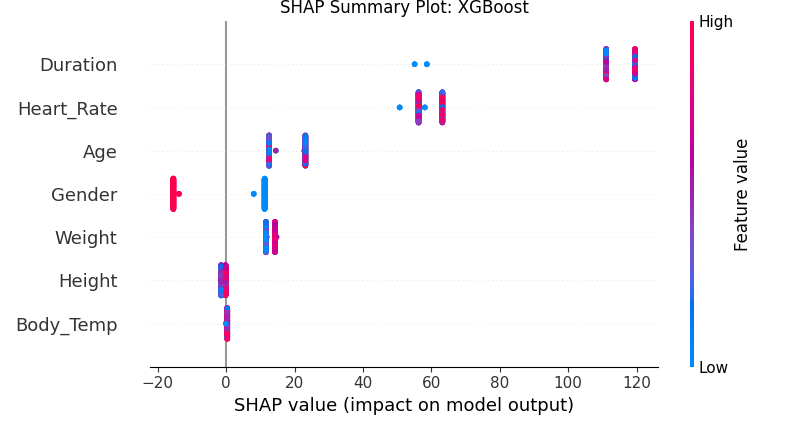 SHAP Summary Plot: XGBoost
High
Duration
Heart_Rate
Age
Gender
Weight
Height
Body_Temp
Feature value
Low
−20 0 20 40 60 80 100 120
SHAP value (impact on model output)